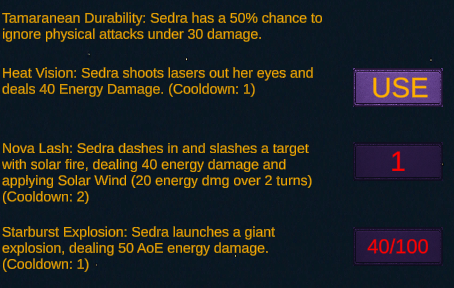 Tamaranean Durability: Sedra has a 50% chance to
ignore physical attacks under 30 damage.
Heat Vision: Sedra shoots lasers out her eyes and
deals 40 Energy Damage. (Cooldown: 1)
USE
Nova Lash: Sedra dashes in and slashes a target
with solar fire, dealing 40 energy damage and
applying Solar Wind (20 energy dmg over 2 turns)
(Cooldown: 2)
1
Starburst Explosion: Sedra launches a giant
explosion, dealing 50 AoE energy damage.
(Cooldown: 1)
40/100